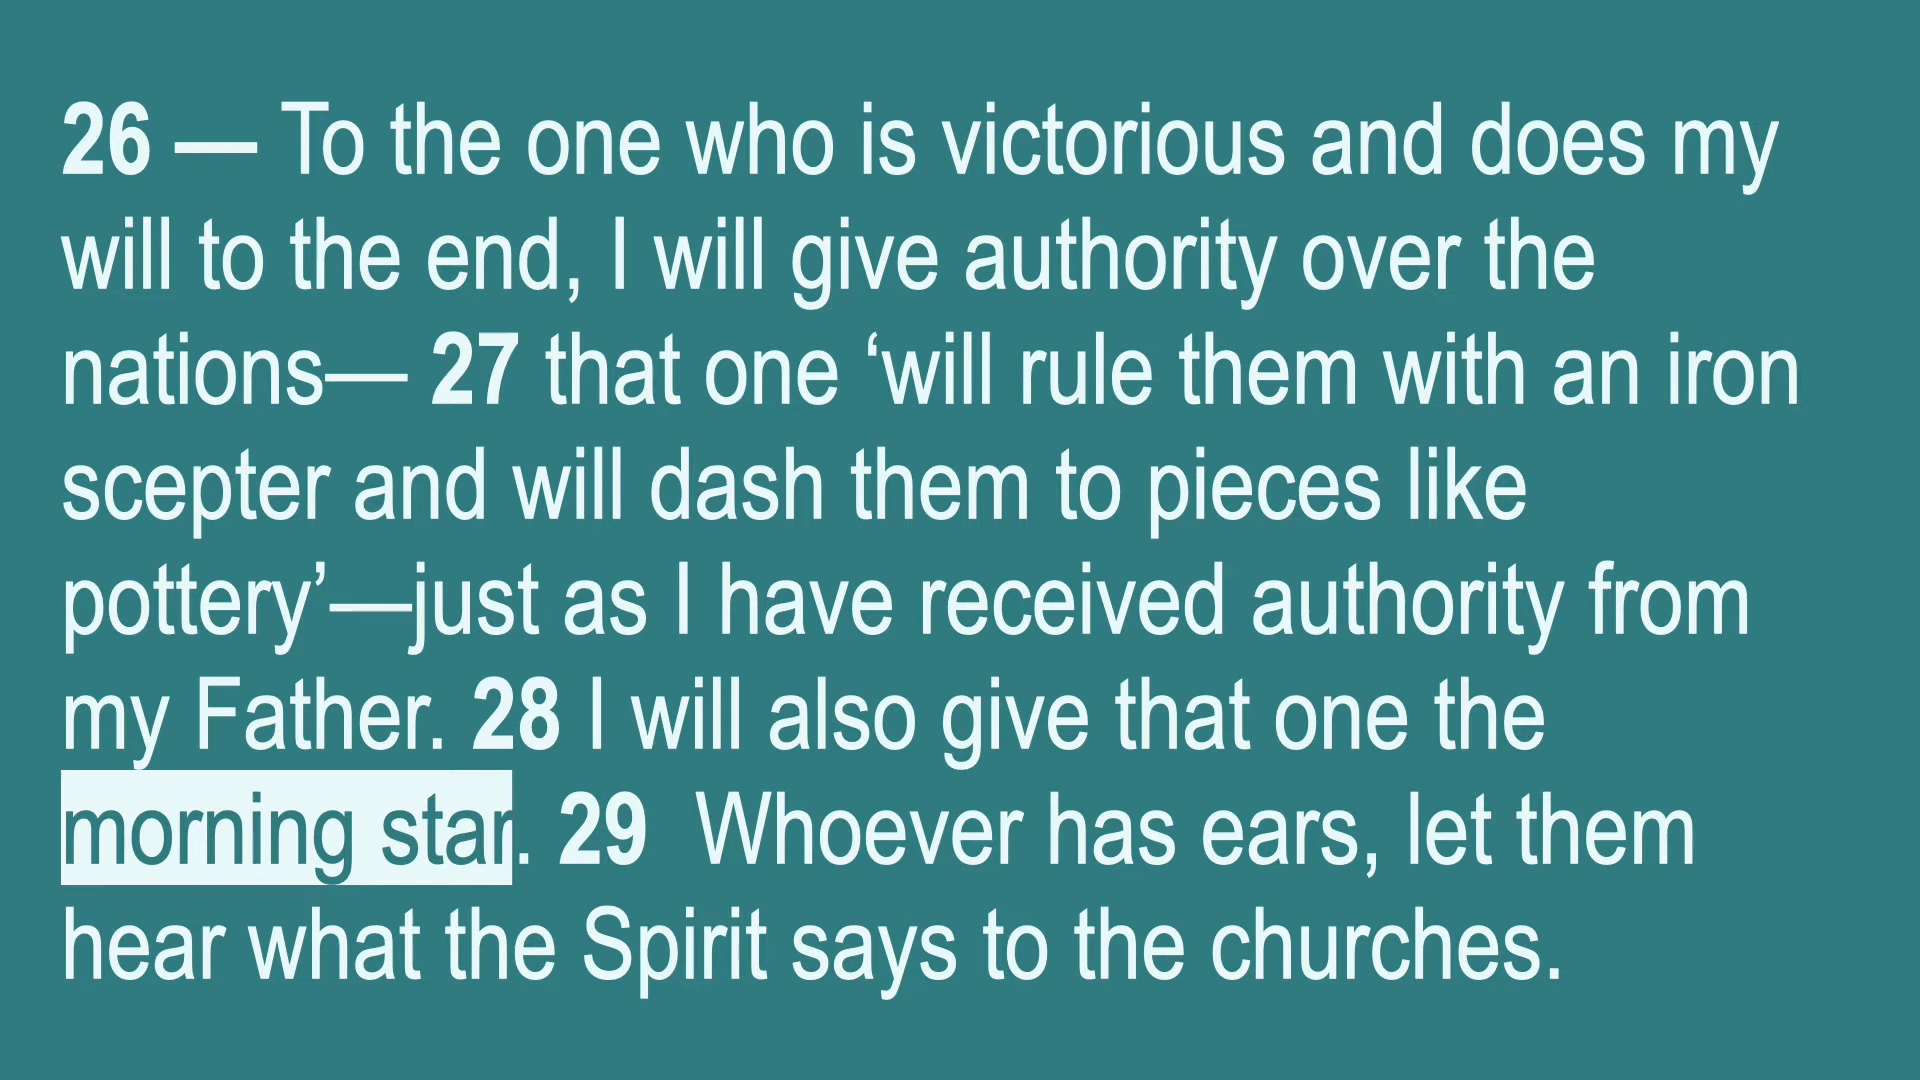 26 — To the one who is victorious and does my
will to the end, I will give authority over the
nations— 27 that one ‘will rule them with an iron
scepter and will dash them to pieces like
pottery’—just as I have received authority from
my Father. 28 I will also give that one the
morning star. 29  Whoever has ears, let them
hear what the Spirit says to the churches.